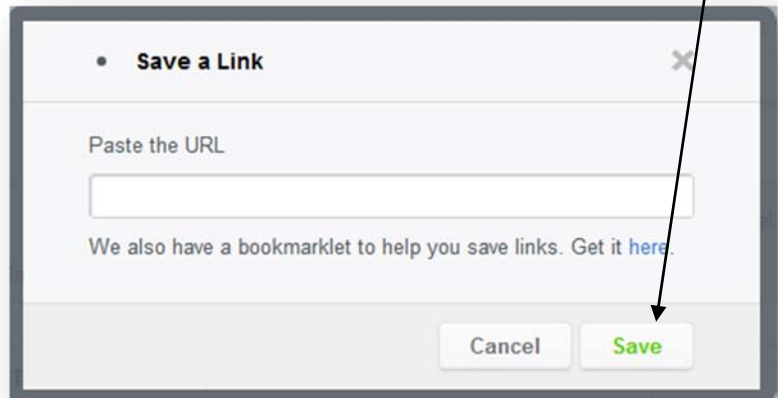 • Save a Link
Paste the URL
We also have a bookmarklet to help you save links. Get it here.
Cancel Save